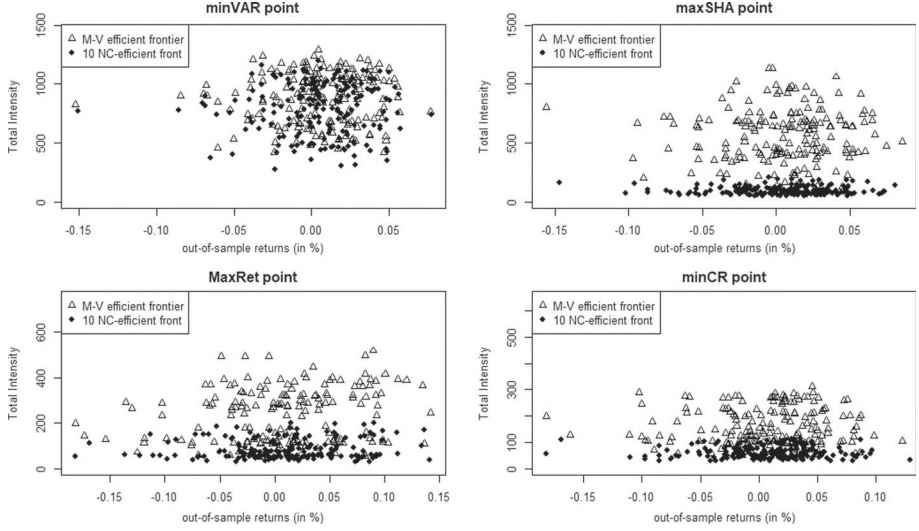 minVAR point
1500
1000
500
0
Total Intensity
M-V efficient frontier
10 NC-efficient front
-0.15
-0.10
-0.05
0.00
0.05
out-of-sample returns (in %)
maxSHA point
1500
1000
500
0
Total Intensity
M-V efficient frontier
10 NC-efficient front
-0.15
-0.10
-0.05
0.00
0.05
out-of-sample returns (in %)
MaxRet point
600
400
200
0
Total Intensity
M-V efficient frontier
10 NC-efficient front
-0.15
-0.10
-0.05
0.00
0.05
0.10
0.15
out-of-sample returns (in %)
minCR point
500
300
100
0
Total Intensity
M-V efficient frontier
10 NC-efficient front
-0.15
-0.10
-0.05
0.00
0.05
0.10
out-of-sample returns (in %)